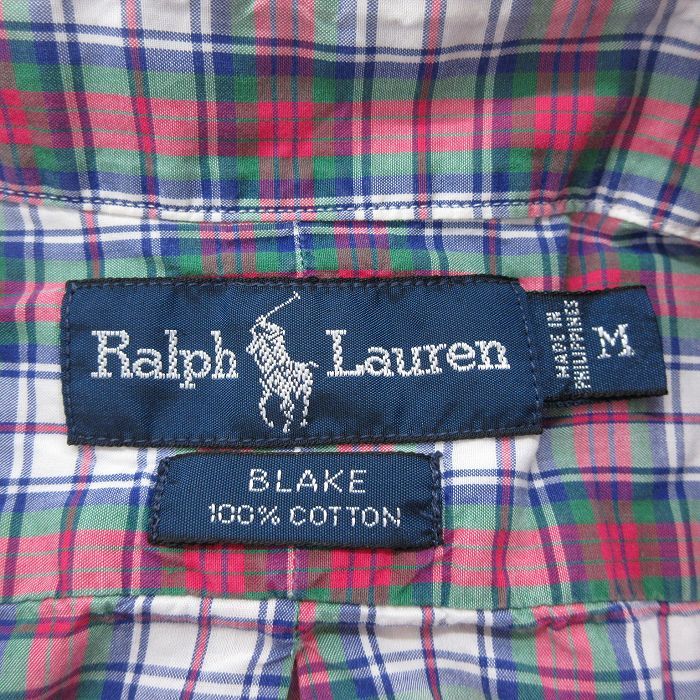 Ralph Lauren
MADE IN
PHILIPPINES
M
BLAKE
100% COTTON